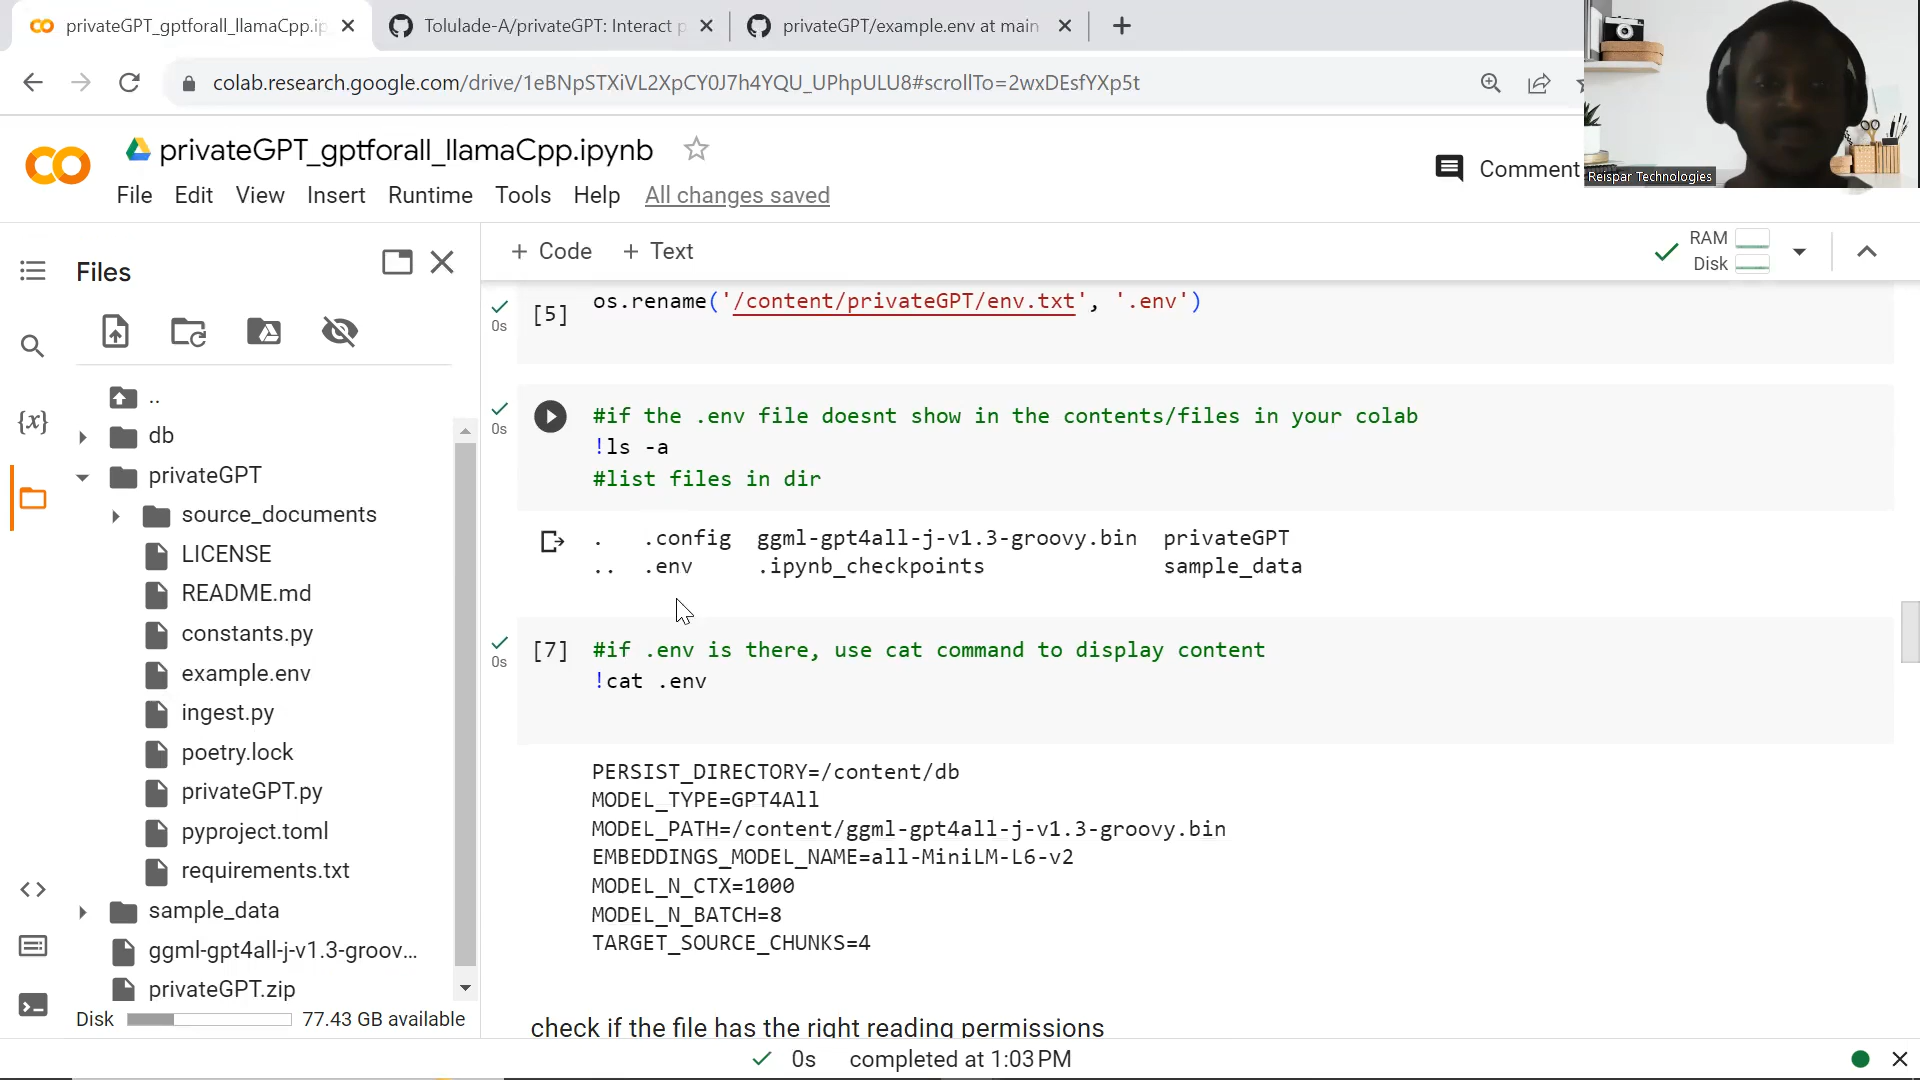 privateGPT_gptforall_llamaCpp.ip
Tolulade-A/privateGPT: Interact p
privateGPT/example.env at main
colab.research.google.com/drive/1eBNpSTXiVL2XpCY0J7h4YQU_UPhpULU8#scrollTo=2wxDEsfYXp5t
privateGPT_gptforall_llamaCpp.ipynb
File Edit View Insert Runtime Tools Help All changes saved
Comment
Reispar Technologies
Files
+ Code + Text
RAM
Disk
..
db
privateGPT
source_documents
LICENSE
README.md
constants.py
example.env
ingest.py
poetry.lock
privateGPT.py
pyproject.toml
requirements.txt
sample_data
ggml-gpt4all-j-v1.3-groov...
privateGPT.zip
Disk 77.43 GB available
{x}
0s [5] os.rename('/content/privateGPT/env.txt', '.env')
0s #if the .env file doesnt show in the contents/files in your colab
!ls -a
#list files in dir
. .config ggml-gpt4all-j-v1.3-groovy.bin privateGPT
.. .env .ipynb_checkpoints sample_data
0s [7] #if .env is there, use cat command to display content
!cat .env
PERSIST_DIRECTORY=/content/db
MODEL_TYPE=GPT4All
MODEL_PATH=/content/ggml-gpt4all-j-v1.3-groovy.bin
EMBEDDINGS_MODEL_NAME=all-MiniLM-L6-v2
MODEL_N_CTX=1000
MODEL_N_BATCH=8
TARGET_SOURCE_CHUNKS=4
check if the file has the right reading permissions
0s completed at 1:03 PM